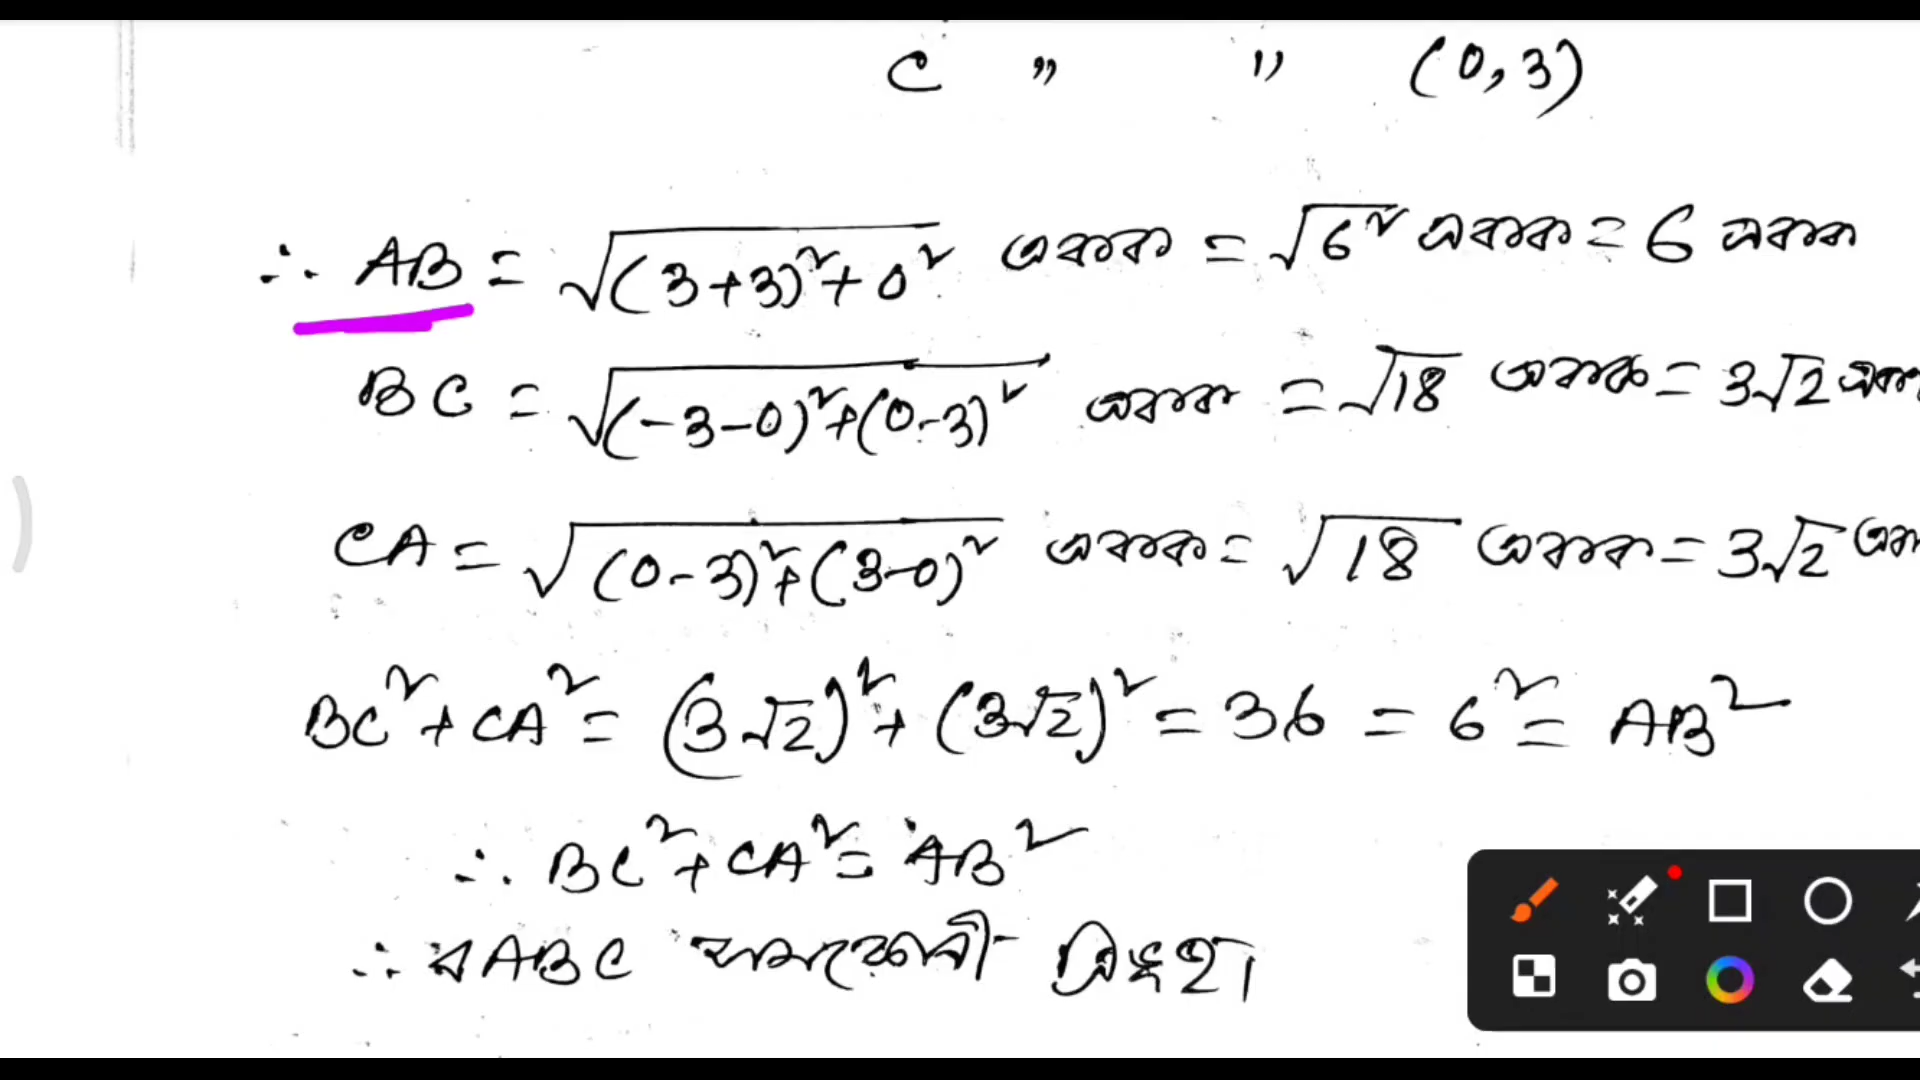 C " " (0,3)
∴ AB = √((3+3)²+0²) একক = √6² একক = 6 একক
BC = √((-3-0)²+(0-3)²) একক = √18 একক = 3√2 একক
CA = √((0-3)²+(3-0)²) একক = √18 একক = 3√2 একক
BC²+CA² = (3√2)²+(3√2)² = 36 = 6² = AB²
∴ BC²+CA² = AB²
∴ ABC সমকোণী ত্রিভুজ।